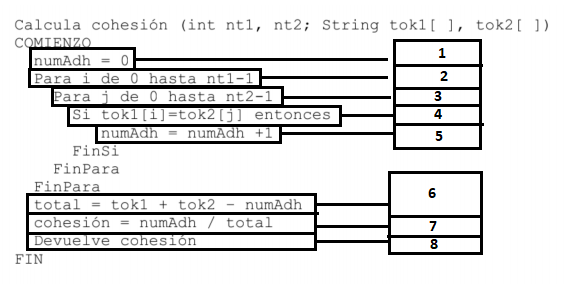 Calcula cohesión (int nt1, nt2; String tok1[ ], tok2[ ])
COMIENZO
numAdh = 0 1
Para i de 0 hasta nt1-1 2
Para j de 0 hasta nt2-1 3
Si tok1[i]=tok2[j] entonces 4
numAdh = numAdh +1 5
FinSi
FinPara
FinPara
total = tok1 + tok2 - numAdh 6
cohesión = numAdh / total 7
Devuelve cohesión 8
FIN